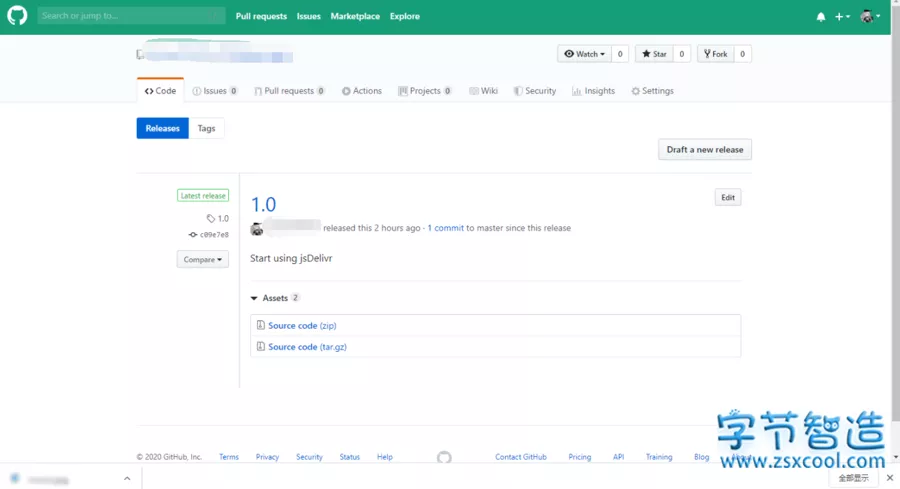 Search or jump to...
/
Pull requests Issues Marketplace Explore
Watch 0 Star 0 Fork 0
Code Issues 0 Pull requests 0 Actions Projects 0 Wiki Security Insights Settings
Releases Tags
Draft a new release
Latest release
1.0
c09e7e8
Compare
1.0
Edit
released this 2 hours ago · 1 commit to master since this release
Start using jsDelivr
Assets 2
Source code (zip)
Source code (tar.gz)
© 2020 GitHub, Inc. Terms Privacy Security Status Help Contact GitHub Pricing API Training Blog About
字节智造
www.zsxcool.com
全部显示